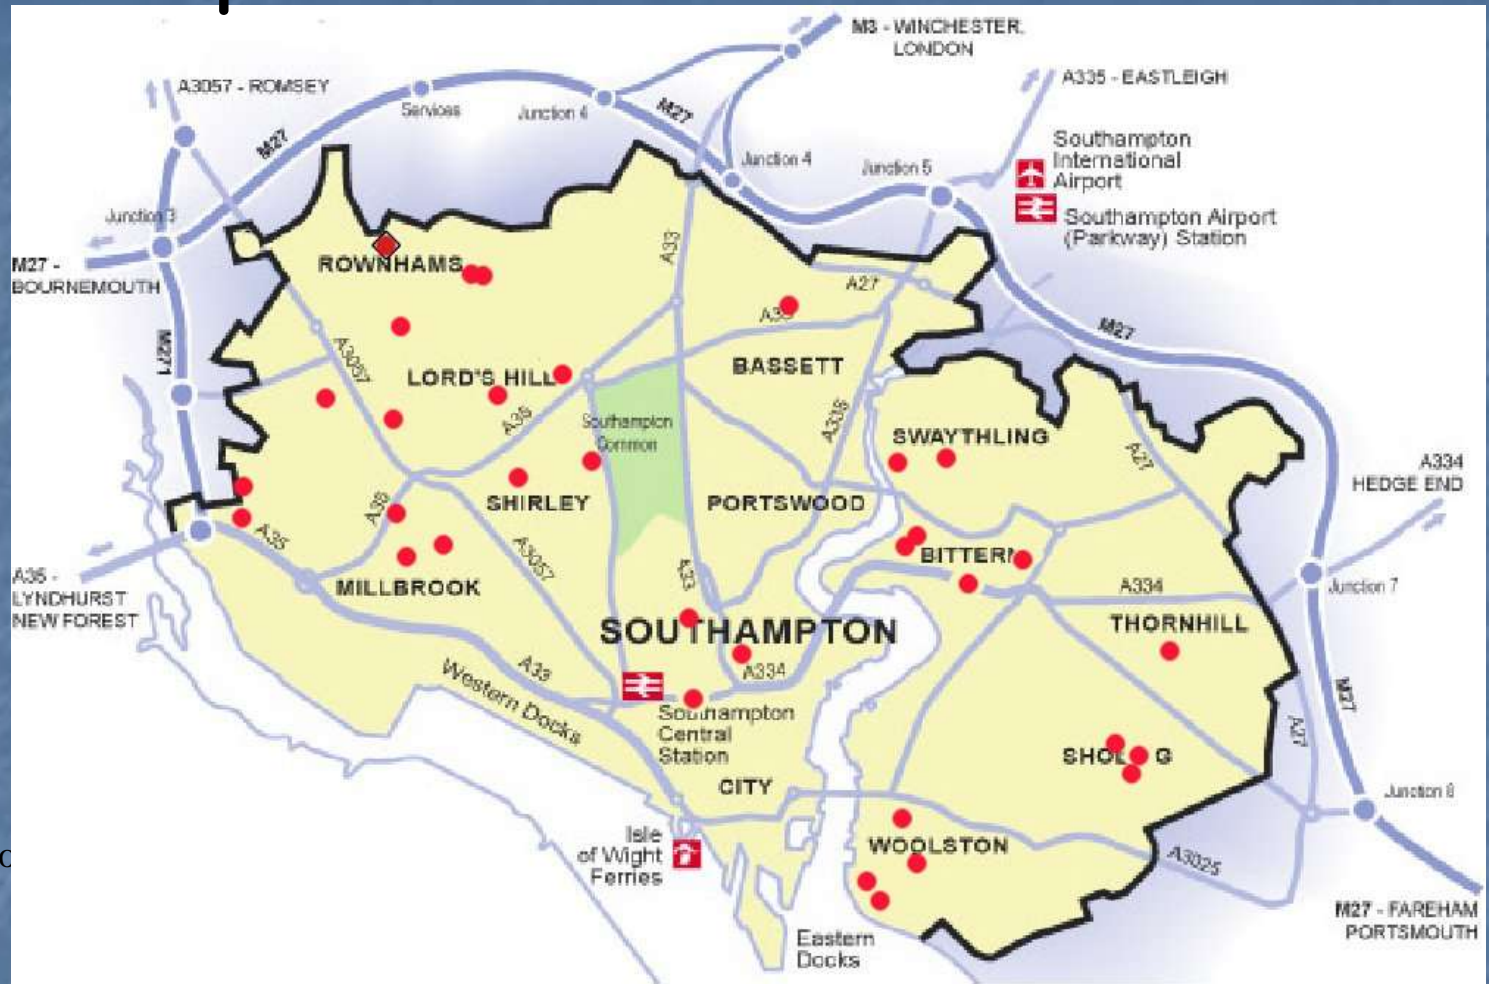 M3 - WINCHESTER,
LONDON
A3057 - ROMSEY
A335 - EASTLEIGH
Services
Junction 4
M27
Southampton
International
Airport
M27
Junction 4
Junction 5
Southampton Airport
(Parkway) Station
Junction 3
M27 -
BOURNEMOUTH
ROWNHAMS
A33
A27
M27
M271
A3057
BASSETT
LORD'S HILL
A35
Southampton
Common
A335
SWAYTHLING
A27
A334
HEDGE END
SHIRLEY
PORTSWOOD
A35
A35
A3057
BITTERN
A35 -
LYNDHURST
NEW FOREST
MILLBROOK
A33
A334
Junction 7
THORNHILL
SOUTHAMPTON
A33
A334
Western Docks
Southampton
Central
Station
M27
A27
SHOL G
CITY
Junction 8
Isle
of Wight
Ferries
WOOLSTON
A3025
M27 - FAREHAM
PORTSMOUTH
Eastern
Docks